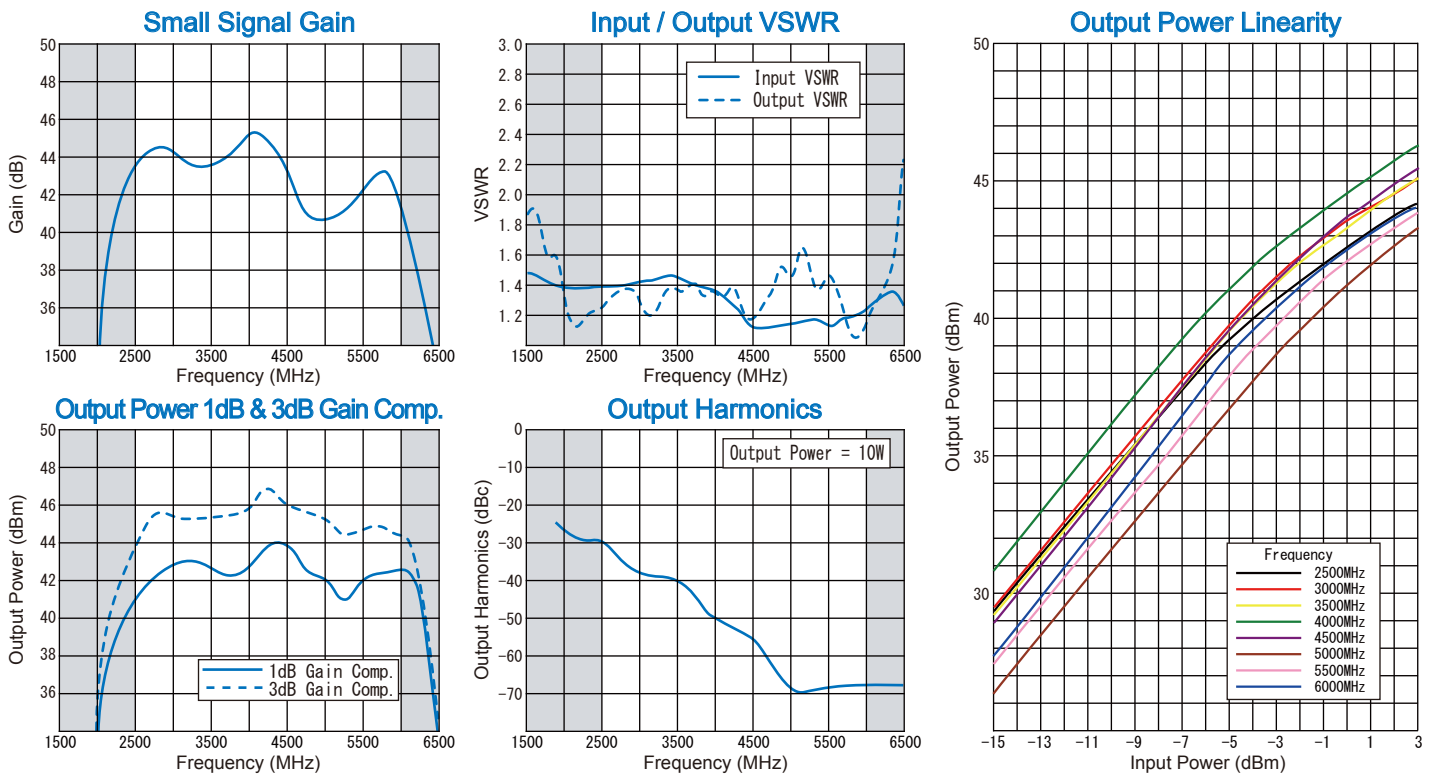 Small Signal Gain
50
48
46
44
42
40
38
36
Gain (dB)
1500 2500 3500 4500 5500 6500
Frequency (MHz)
Input / Output VSWR
3.0
2.8
2.6
2.4
2.2
2.0
1.8
1.6
1.4
1.2
VSWR
Input VSWR
Output VSWR
1500 2500 3500 4500 5500 6500
Frequency (MHz)
Output Power Linearity
50
45
40
35
30
Output Power (dBm)
Frequency
2500MHz
3000MHz
3500MHz
4000MHz
4500MHz
5000MHz
5500MHz
6000MHz
-15 -13 -11 -9 -7 -5 -3 -1 1 3
Input Power (dBm)
Output Power 1dB & 3dB Gain Comp.
50
48
46
44
42
40
38
36
Output Power (dBm)
1dB Gain Comp.
3dB Gain Comp.
1500 2500 3500 4500 5500 6500
Frequency (MHz)
Output Harmonics
0
-10
-20
-30
-40
-50
-60
-70
Output Harmonics (dBc)
Output Power = 10W
1500 2500 3500 4500 5500 6500
Frequency (MHz)